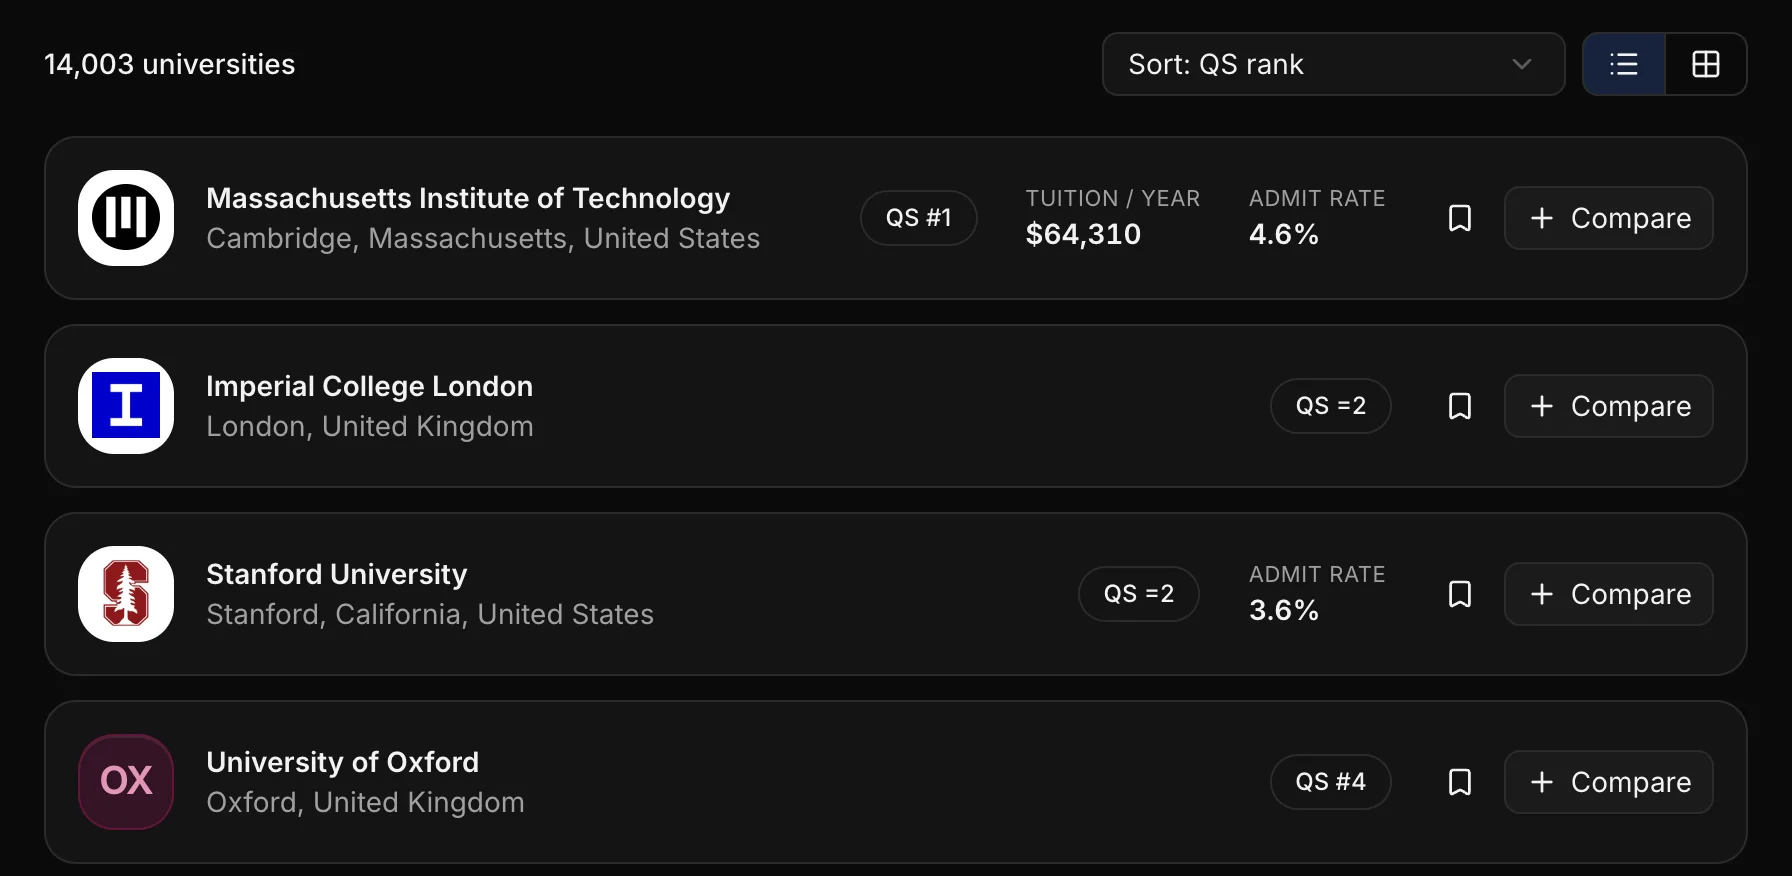 14,003 universities
Sort: QS rank
Massachusetts Institute of Technology
Cambridge, Massachusetts, United States
QS #1
TUITION / YEAR
$64,310
ADMIT RATE
4.6%
Compare
Imperial College London
London, United Kingdom
QS =2
Compare
Stanford University
Stanford, California, United States
QS =2
ADMIT RATE
3.6%
Compare
OX
University of Oxford
Oxford, United Kingdom
QS #4
Compare